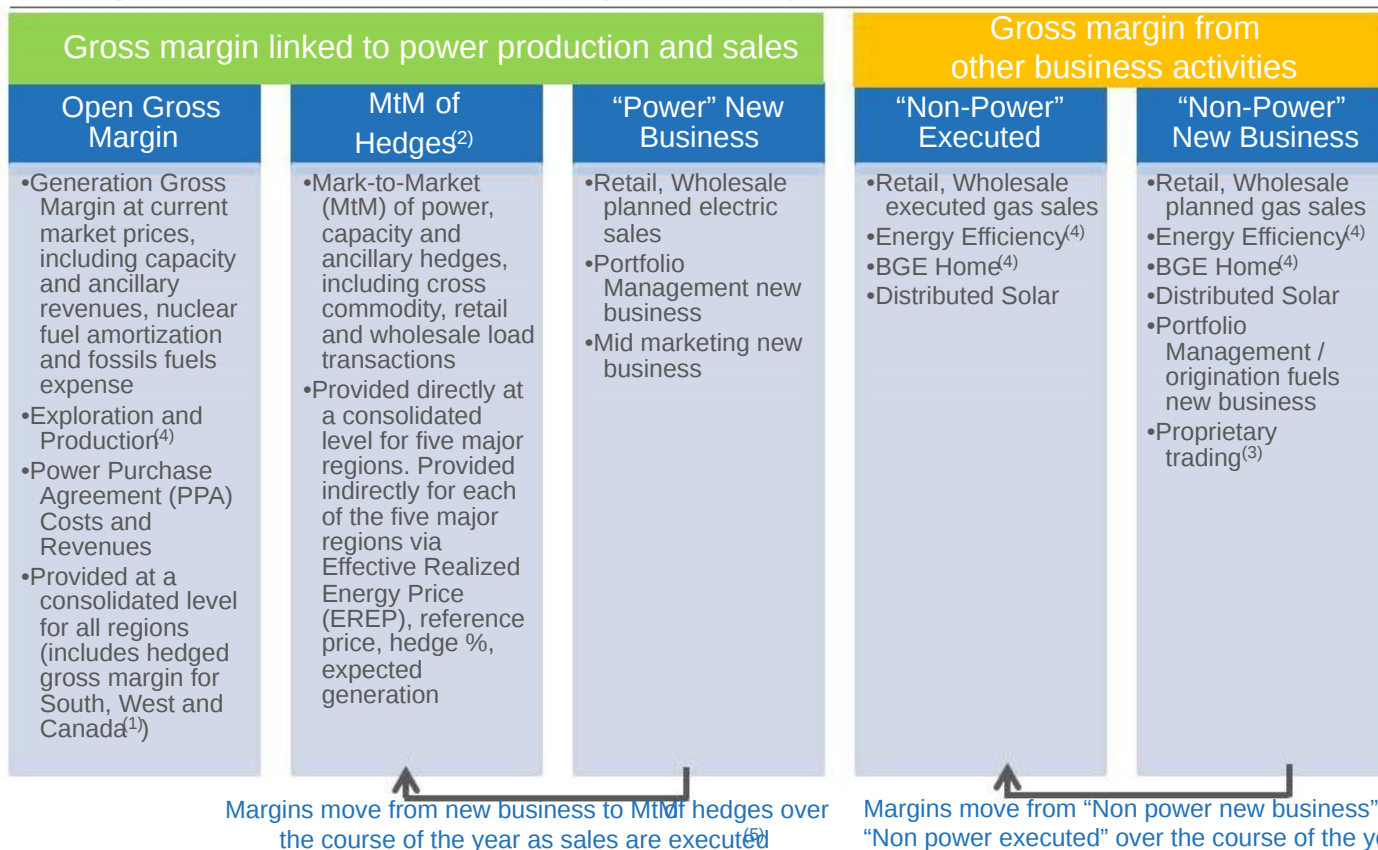 Gross margin linked to power production and sales
Gross margin from
other business activities
Open Gross
Margin
•Generation Gross
Margin at current
market prices,
including capacity
and ancillary
revenues, nuclear
fuel amortization
and fossils fuels
expense
•Exploration and
Production(4)
•Power Purchase
Agreement (PPA)
Costs and
Revenues
•Provided at a
consolidated level
for all regions
(includes hedged
gross margin for
South, West and
Canada(1))
MtM of
Hedges(2)
•Mark-to-Market
(MtM) of power,
capacity and
ancillary hedges,
including cross
commodity, retail
and wholesale load
transactions
•Provided directly at
a consolidated
level for five major
regions. Provided
indirectly for each
of the five major
regions via
Effective Realized
Energy Price
(EREP), reference
price, hedge %,
expected
generation
“Power” New
Business
•Retail, Wholesale
planned electric
sales
•Portfolio
Management new
business
•Mid marketing new
business
“Non-Power”
Executed
•Retail, Wholesale
executed gas sales
•Energy Efficiency(4)
•BGE Home(4)
•Distributed Solar
“Non-Power”
New Business
•Retail, Wholesale
planned gas sales
•Energy Efficiency(4)
•BGE Home(4)
•Distributed Solar
•Portfolio
Management /
origination fuels
new business
•Proprietary
trading(3)
Margins move from new business to MtM of hedges over
the course of the year as sales are executed(5)
Margins move from “Non power new business”
“Non power executed” over the course of the